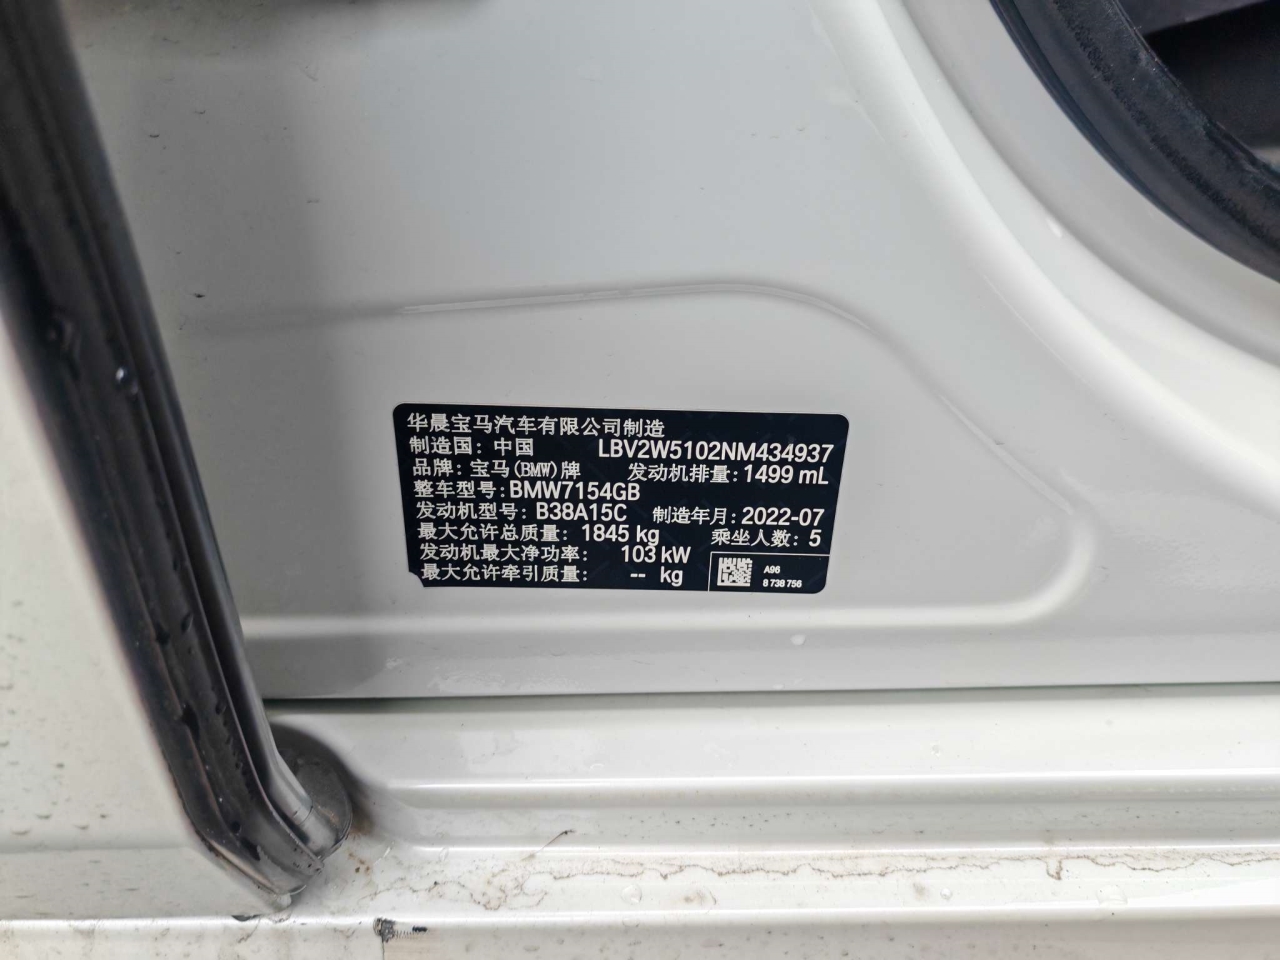 华晨宝马汽车有限公司制造
制造国：中国 LBV2W5102NM434937
品牌：宝马(BMW)牌 发动机排量：1499 mL
整车型号：BMW7154GB
发动机型号：B38A15C 制造年月：2022-07
最大允许总质量：1845 kg 乘坐人数：5
发动机最大净功率：103 kW
最大允许牵引质量：-- kg
A96
8 738 756